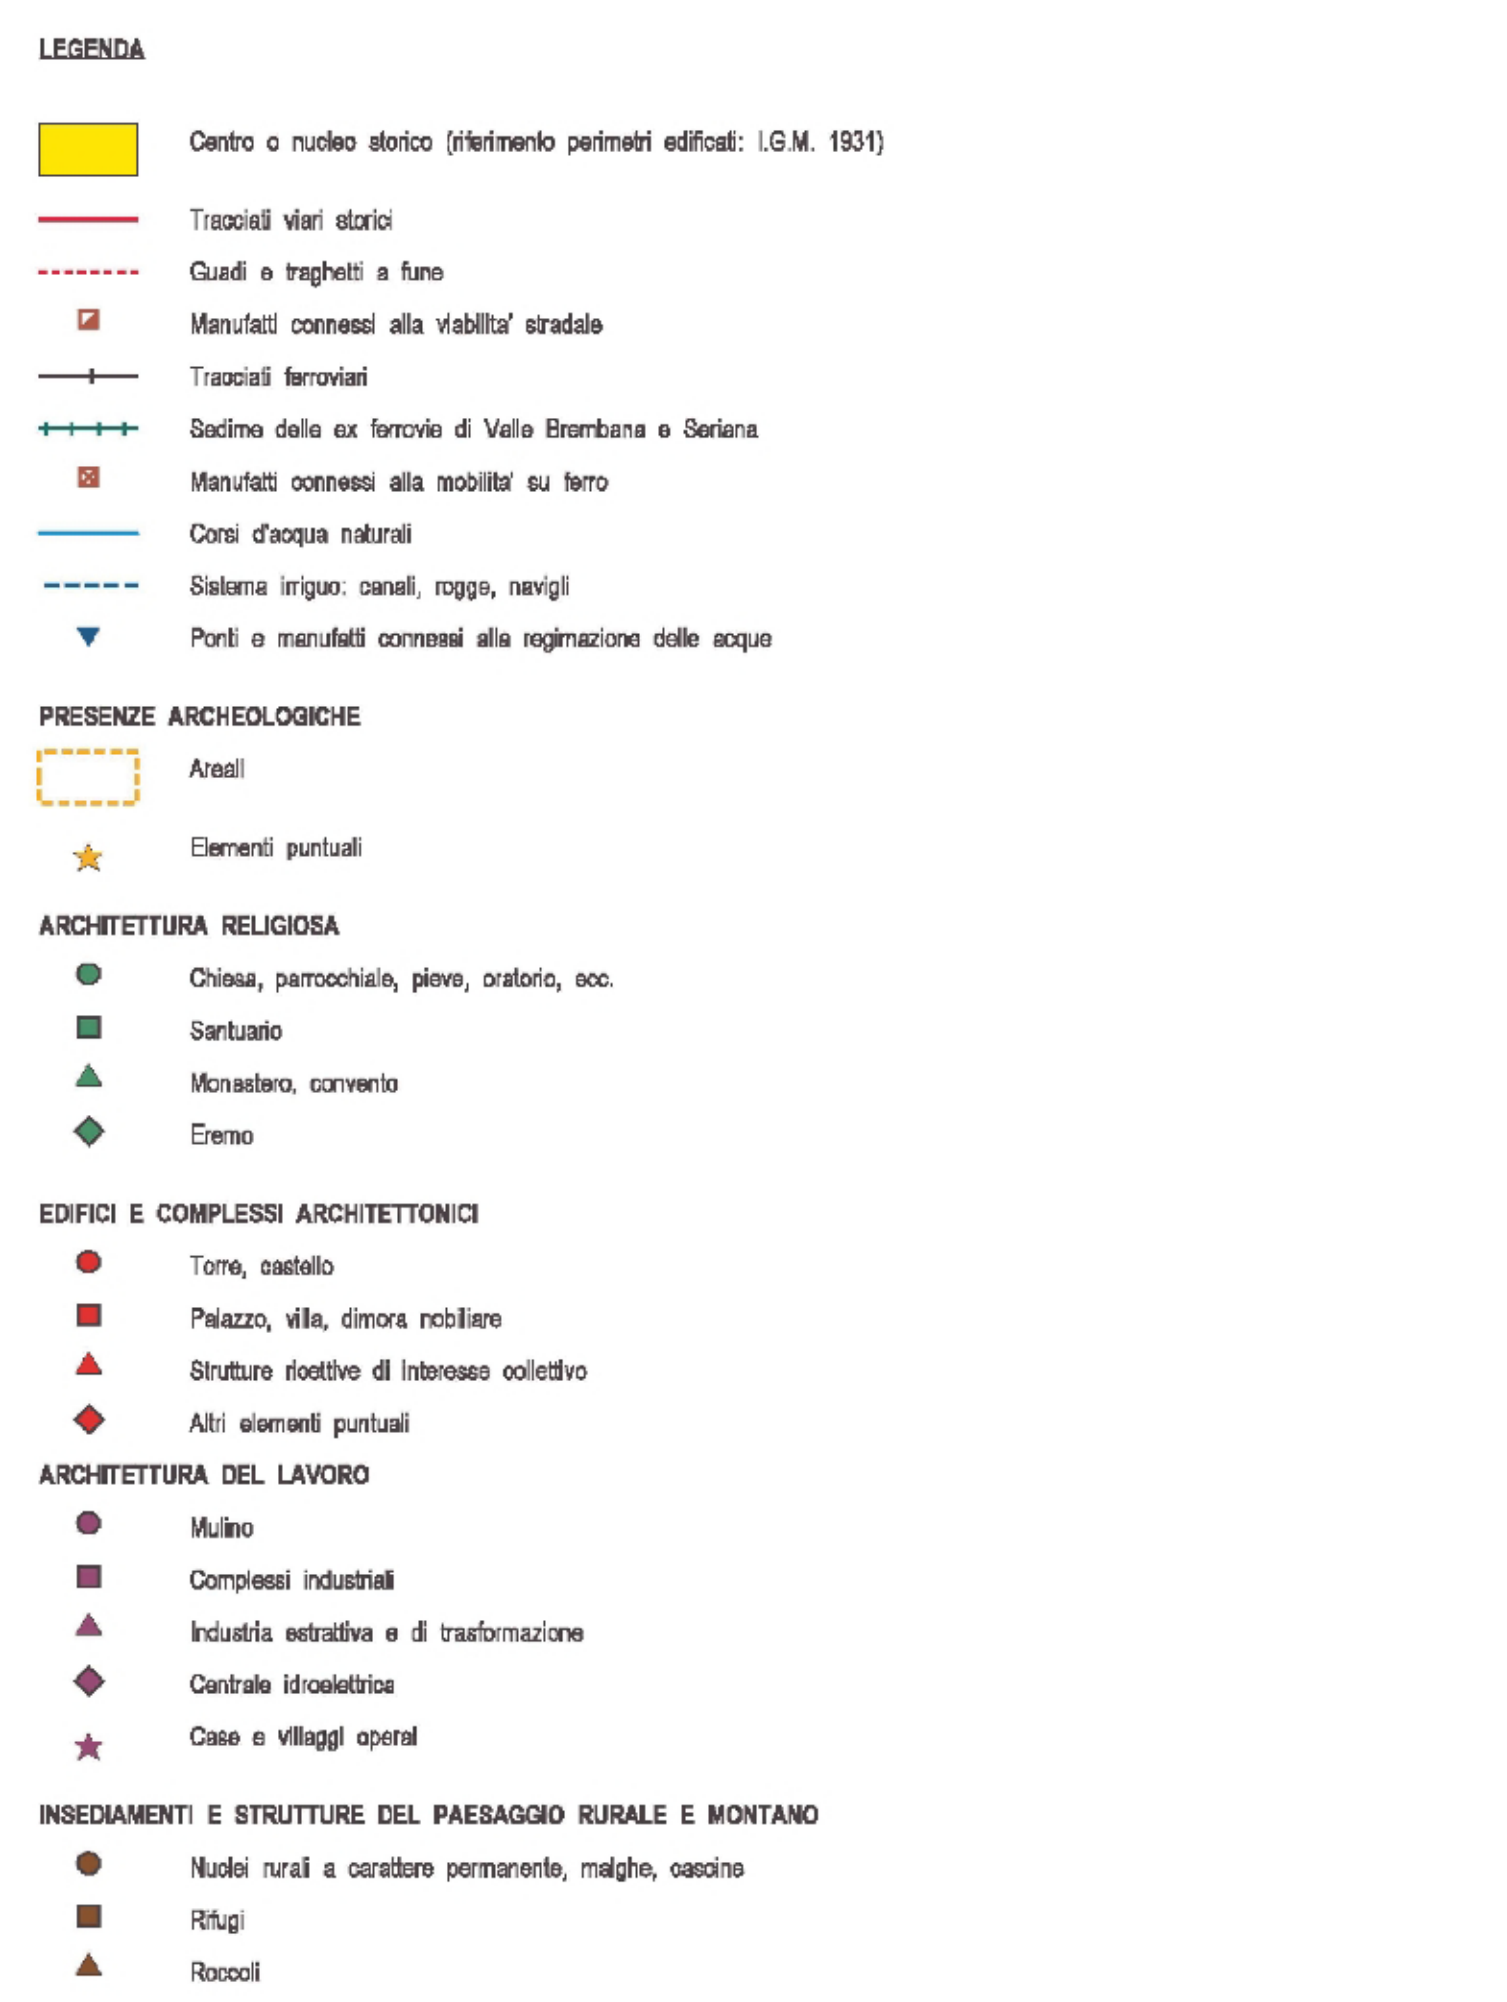 LEGENDA
Centro o nucleo storico (riferimento perimetri edificati: I.G.M. 1931)
Tracciati viari storici
Guadi e traghetti a fune
Manufatti connessi alla viabilita' stradale
Tracciati ferroviari
Sedime delle ex ferrovie di Valle Brembana e Seriana
Manufatti connessi alla mobilita' su ferro
Corsi d'acqua naturali
Sistema irriguo: canali, rogge, navigli
Ponti e manufatti connessi alla regimazione delle acque
PRESENZE ARCHEOLOGICHE
Areali
Elementi puntuali
ARCHITETTURA RELIGIOSA
Chiesa, parrocchiale, pieve, oratorio, ecc.
Santuario
Monastero, convento
Eremo
EDIFICI E COMPLESSI ARCHITETTONICI
Torre, castello
Palazzo, villa, dimora nobiliare
Strutture ricettive di interesse collettivo
Altri elementi puntuali
ARCHITETTURA DEL LAVORO
Mulino
Complessi industriali
Industria estrattiva e di trasformazione
Centrale idroelettrica
Case e villaggi operai
INSEDIAMENTI E STRUTTURE DEL PAESAGGIO RURALE E MONTANO
Nuclei rurali a carattere permanente, malghe, cascine
Rifugi
Roccoli